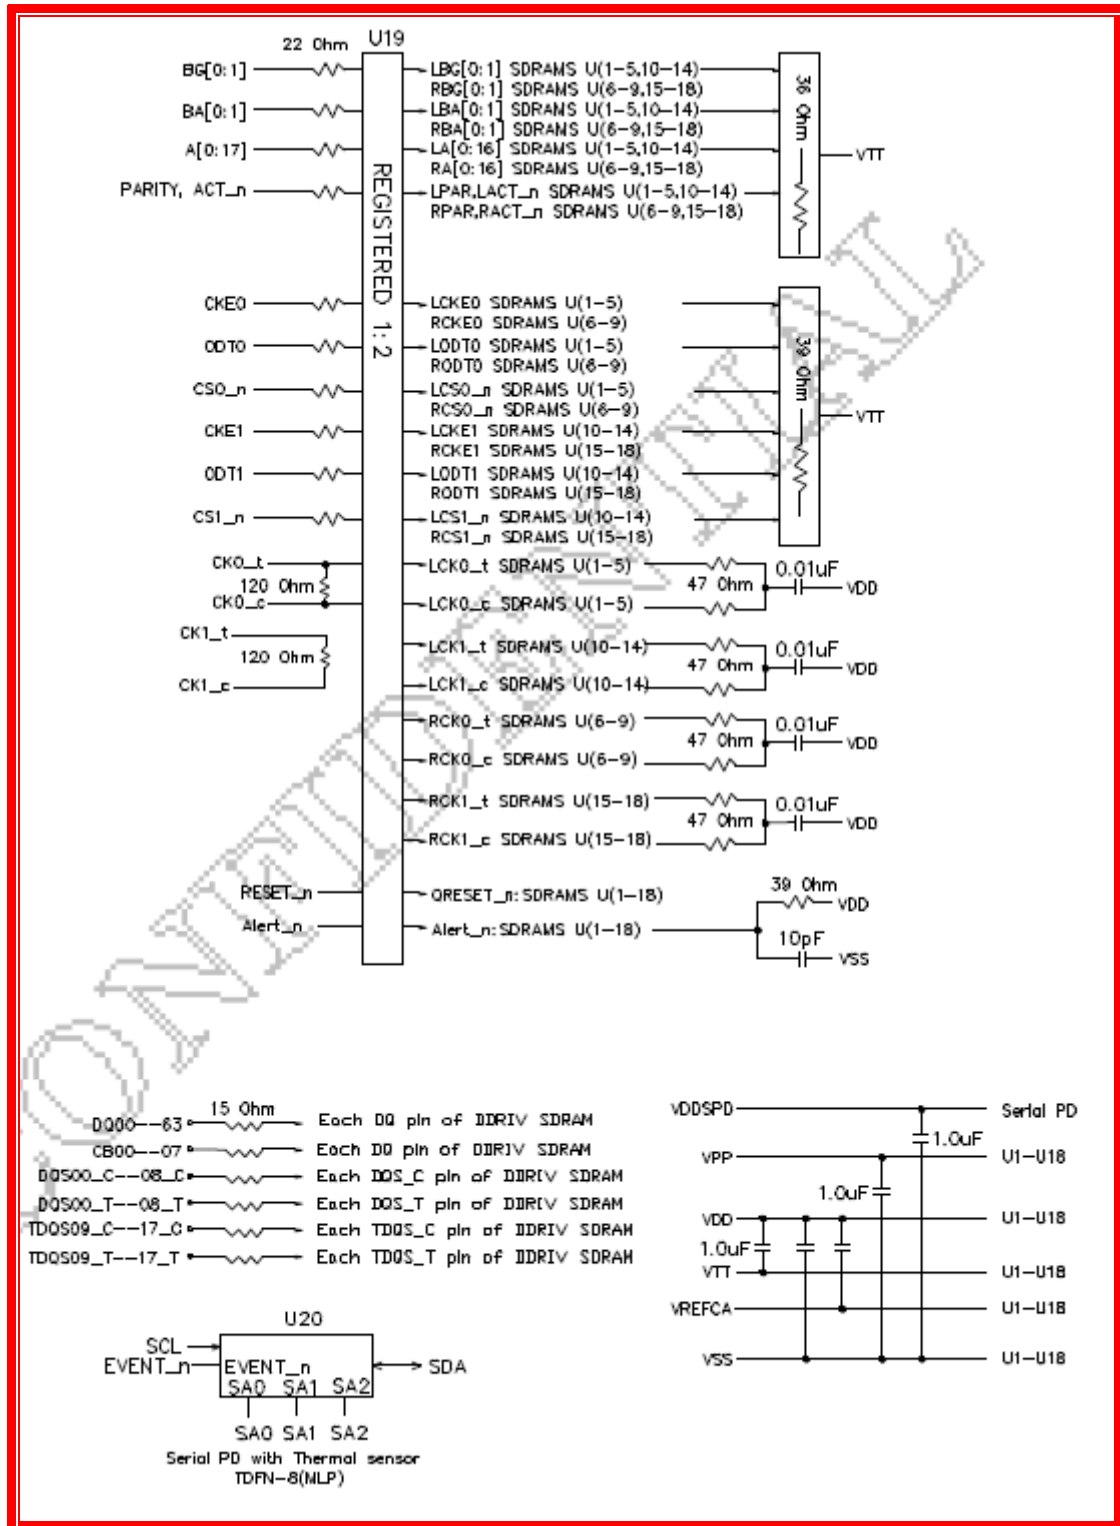 22 Ohm U19
BG[0:1] LBG[0:1] SDRAMS U(1-5,10-14)
RBG[0:1] SDRAMS U(6-9,15-18)
BA[0:1] LBA[0:1] SDRAMS U(1-5,10-14)
RBA[0:1] SDRAMS U(6-9,15-18)
A[0:17] LA[0:16] SDRAMS U(1-5,10-14)
RA[0:16] SDRAMS U(6-9,15-18)
PARITY, ACT_n LPAR,LACT_n SDRAMS U(1-5,10-14)
RPAR,RACT_n SDRAMS U(6-9,15-18)
36 Ohm
VTT
REGISTERED 1:2
CKE0 LCKE0 SDRAMS U(1-5)
RCKE0 SDRAMS U(6-9)
ODT0 LODT0 SDRAMS U(1-5)
RODT0 SDRAMS U(6-9)
CS0_n LCS0_n SDRAMS U(1-5)
RCS0_n SDRAMS U(6-9)
CKE1 LCKE1 SDRAMS U(10-14)
RCKE1 SDRAMS U(15-18)
ODT1 LODT1 SDRAMS U(10-14)
RODT1 SDRAMS U(15-18)
CS1_n LCS1_n SDRAMS U(10-14)
RCS1_n SDRAMS U(15-18)
39 Ohm
VTT
CK0_t LCK0_t SDRAMS U(1-5)
120 Ohm 47 Ohm 0.01uF VDD
CK0_c LCK0_c SDRAMS U(1-5)
CK1_t LCK1_t SDRAMS U(10-14)
120 Ohm 47 Ohm 0.01uF VDD
CK1_c LCK1_c SDRAMS U(10-14)
RCK0_t SDRAMS U(6-9)
47 Ohm 0.01uF VDD
RCK0_c SDRAMS U(6-9)
RCK1_t SDRAMS U(15-18)
47 Ohm 0.01uF VDD
RCK1_c SDRAMS U(15-18)
RESET_n QRESET_n:SDRAMS U(1-18)
39 Ohm VDD
Alert_n Alert_n:SDRAMS U(1-18)
10pF VSS
CONFIDENTIAL
15 Ohm
DQ00--63 Each DQ pin of DDRIV SDRAM
CB00--07 Each DQ pin of DDRIV SDRAM
DQS00_C--08_C Each DQS_C pin of DDRIV SDRAM
DQS00_T--08_T Each DQS_T pin of DDRIV SDRAM
TDQS09_C--17_C Each TDQS_C pin of DDRIV SDRAM
TDQS09_T--17_T Each TDQS_T pin of DDRIV SDRAM
VDDSPD Serial PD
1.0uF
VPP U1-U18
1.0uF
VDD U1-U18
1.0uF
VTT U1-U18
VREFCA U1-U18
VSS U1-U18
U20
SCL
EVENT_n EVENT_n SDA
SA0 SA1 SA2
SA0 SA1 SA2
Serial PD with Thermal sensor
TDFN-8(MLP)